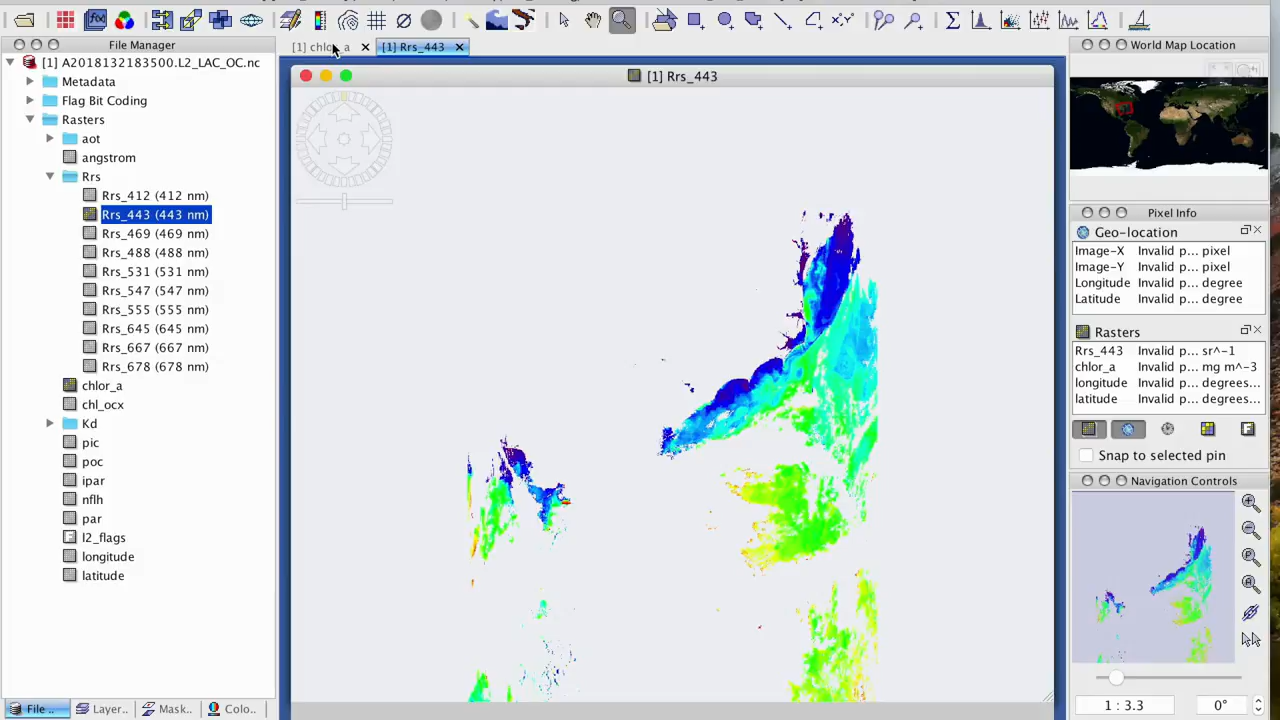 [1] chlor_a
[1] Rrs_443
File Manager
World Map Location
[1] A2018132183500.L2_LAC_OC.nc
[1] Rrs_443
Metadata
Flag Bit Coding
Rasters
aot
angstrom
Rrs
Rrs_412 (412 nm)
Rrs_443 (443 nm)
Rrs_469 (469 nm)
Rrs_488 (488 nm)
Rrs_531 (531 nm)
Rrs_547 (547 nm)
Rrs_555 (555 nm)
Rrs_645 (645 nm)
Rrs_667 (667 nm)
Rrs_678 (678 nm)
chlor_a
chl_ocx
Kd
pic
poc
ipar
nflh
par
l2_flags
longitude
latitude
Pixel Info
Geo-location
Image-X Invalid p... pixel
Image-Y Invalid p... pixel
Longitude Invalid p... degree
Latitude Invalid p... degree
Rasters
Rrs_443 Invalid p... sr^-1
chlor_a Invalid p... mg m^-3
longitude Invalid p... degrees...
latitude Invalid p... degrees...
Snap to selected pin
Navigation Controls
1 : 3.3
0°
File ..
Layer..
Mask..
Colo..